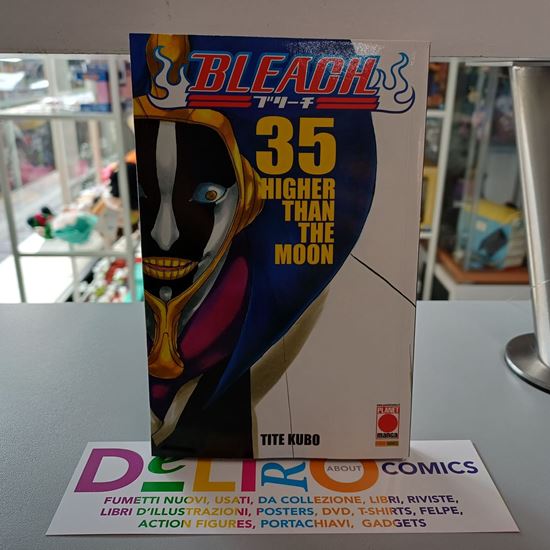 BLEACH
ブリーチ
35
HIGHER
THAN
THE
MOON
TITE KUBO
PLANET
manga
DeLIRO ABOUT COMICS
FUMETTI NUOVI, USATI, DA COLLEZIONE, LIBRI, RIVISTE,
LIBRI D'ILLUSTRAZIONI, POSTERS, DVD, T-SHIRTS, FELPE,
ACTION FIGURES, PORTACHIAVI, GADGETS